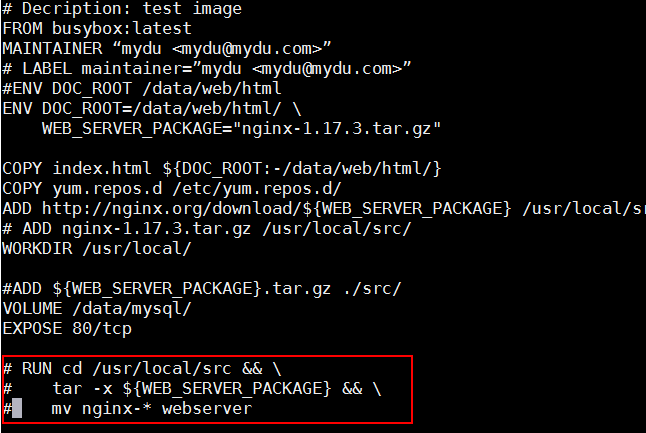 # Decription: test image
FROM busybox:latest
MAINTAINER “mydu <mydu@mydu.com>”
# LABEL maintainer=”mydu <mydu@mydu.com>”
#ENV DOC_ROOT /data/web/html
ENV DOC_ROOT=/data/web/html/ \
    WEB_SERVER_PACKAGE="nginx-1.17.3.tar.gz"

COPY index.html ${DOC_ROOT:-/data/web/html/}
COPY yum.repos.d /etc/yum.repos.d/
ADD http://nginx.org/download/${WEB_SERVER_PACKAGE} /usr/local/sr
# ADD nginx-1.17.3.tar.gz /usr/local/src/
WORKDIR /usr/local/

#ADD ${WEB_SERVER_PACKAGE}.tar.gz ./src/
VOLUME /data/mysql/
EXPOSE 80/tcp

# RUN cd /usr/local/src && \
#    tar -x ${WEB_SERVER_PACKAGE} && \
#    mv nginx-* webserver